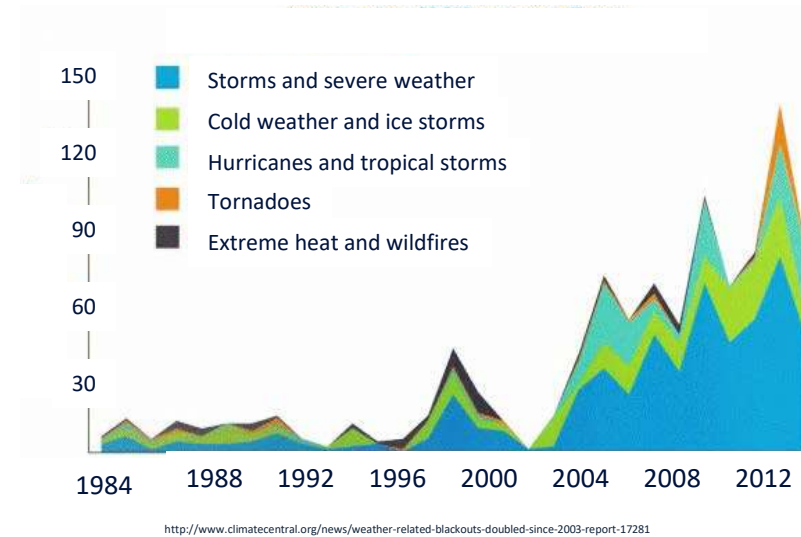 150
Storms and severe weather
Cold weather and ice storms
120
Hurricanes and tropical storms
Tornadoes
90
Extreme heat and wildfires
60
30
1984 1988 1992 1996 2000 2004 2008 2012
http://www.climatecentral.org/news/weather-related-blackouts-doubled-since-2003-report-17281